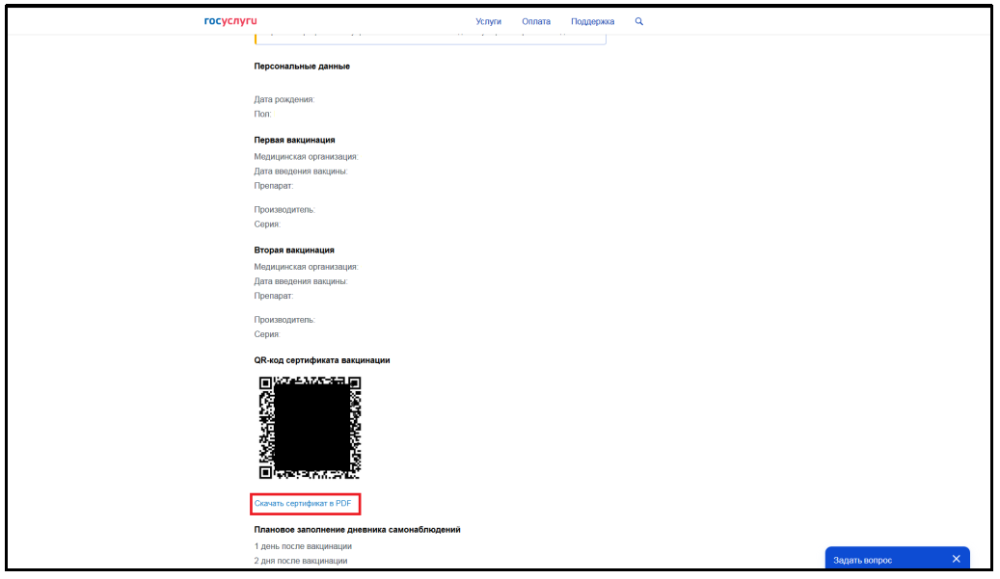 госуслуги
Услуги Оплата Поддержка
Персональные данные
Дата рождения:
Пол:
Первая вакцинация
Медицинская организация:
Дата введения вакцины:
Препарат:
Производитель:
Серия:
Вторая вакцинация
Медицинская организация:
Дата введения вакцины:
Препарат:
Производитель:
Серия:
QR-код сертификата вакцинации
Скачать сертификат в PDF
Плановое заполнение дневника самонаблюдений
1 день после вакцинации
2 дня после вакцинации
Задать вопрос